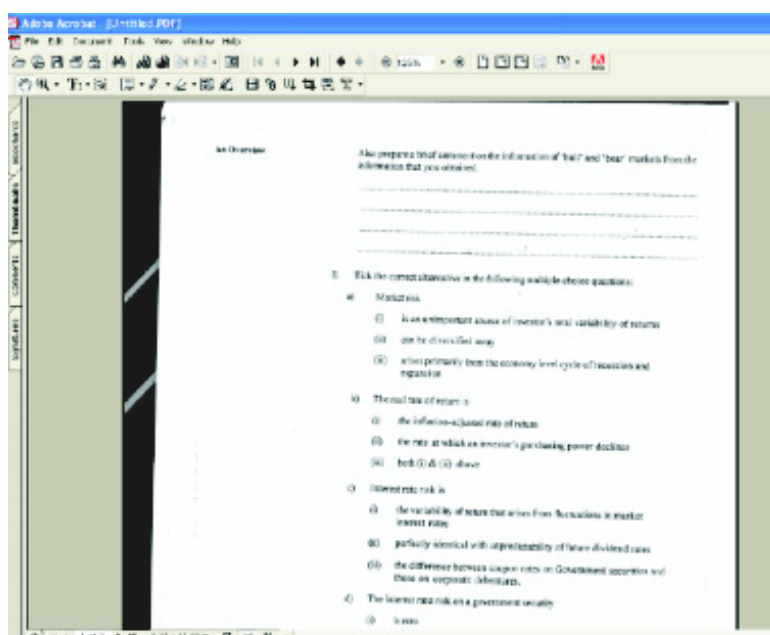 Adobe Acrobat - [Untitled.PDF]
File Edit Document Tools View Window Help
125%
Bookmarks
Thumbnails
Comments
Signatures
An Overview
Also prepare a brief comment on the information of 'bull' and 'bear' markets from the
information that you obtained.
Tick the correct alternative in the following multiple choice questions:
a) Market risk
(i) is an unimportant source of investor's total variability of returns
(ii) can be diversified away
(iii) arises primarily from the economy level cycle of recession and
expansion
b) The real rate of return is
(i) the inflation-adjusted rate of return
(ii) the rate at which an investor's purchasing power declines
(iii) both (i) & (ii) above
c) Interest rate risk is
(i) the variability of return that arises from fluctuations in market
interest rates
(ii) perfectly identical with unpredictability of future dividend rates
(iii) the difference between coupon rates on Government securities and
those on corporate debentures.
d) The interest rate risk on a government security
(i) is zero